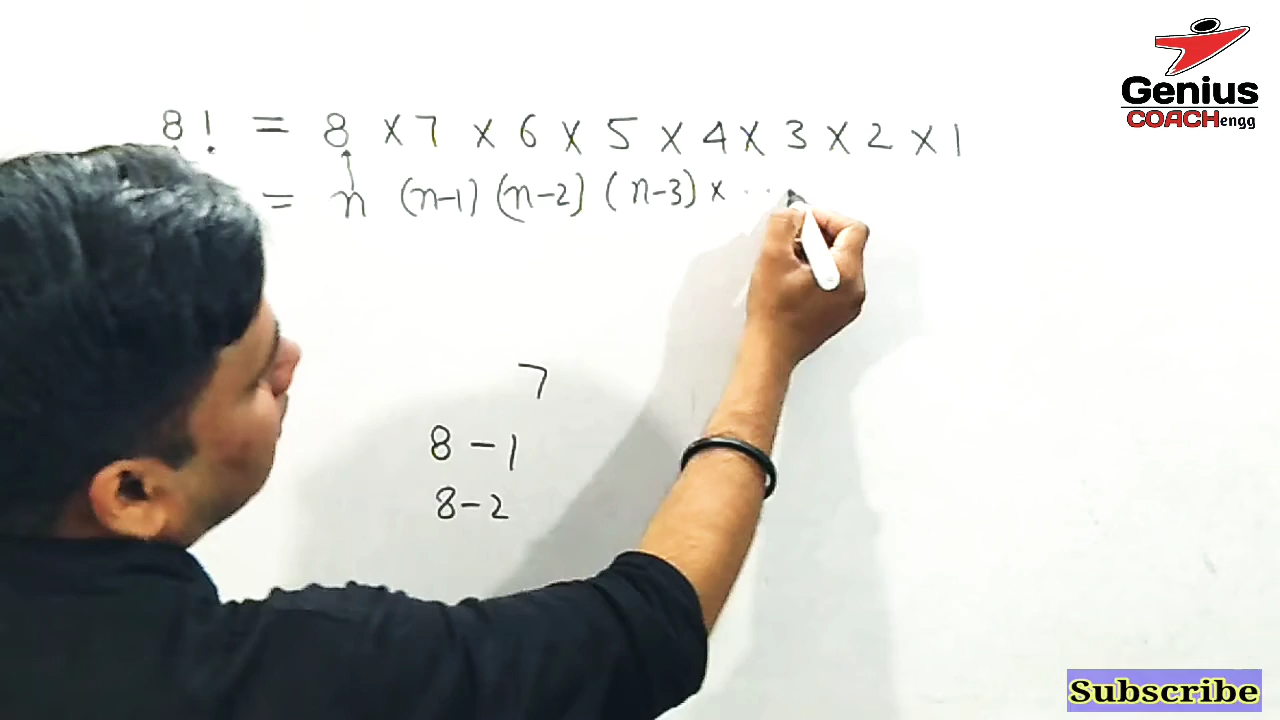 Genius
COACHengg
8! = 8 × 7 × 6 × 5 × 4 × 3 × 2 × 1
= n (n-1) (n-2) (n-3) × ...
7
8 - 1
8 - 2
Subscribe